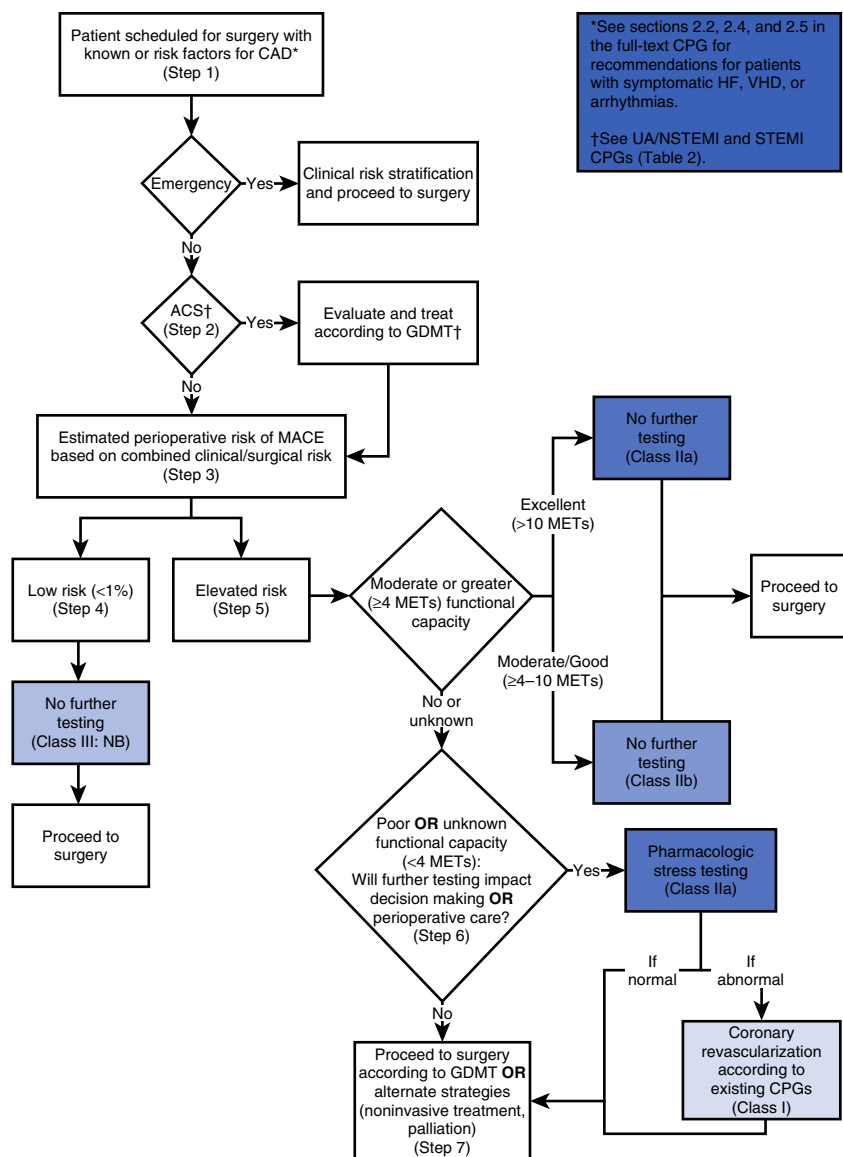 Patient scheduled for surgery with
known or risk factors for CAD*
(Step 1)
*See sections 2.2, 2.4, and 2.5 in
the full-text CPG for
recommendations for patients
with symptomatic HF, VHD, or
arrhythmias.
†See UA/NSTEMI and STEMI
CPGs (Table 2).
Emergency
Yes
Clinical risk stratification
and proceed to surgery
No
ACS†
(Step 2)
Yes
Evaluate and treat
according to GDMT†
No
Estimated perioperative risk of MACE
based on combined clinical/surgical risk
(Step 3)
Low risk (<1%)
(Step 4)
Elevated risk
(Step 5)
Moderate or greater
(≥4 METs) functional
capacity
Excellent
(>10 METs)
No further
testing
(Class IIa)
Proceed to
surgery
Moderate/Good
(≥4–10 METs)
No further
testing
(Class IIb)
No further
testing
(Class III: NB)
Proceed to
surgery
No or
unknown
Poor OR unknown
functional capacity
(<4 METs):
Will further testing impact
decision making OR
perioperative care?
(Step 6)
Yes
Pharmacologic
stress testing
(Class IIa)
If
normal
If
abnormal
Coronary
revascularization
according to
existing CPGs
(Class I)
No
Proceed to surgery
according to GDMT OR
alternate strategies
(noninvasive treatment,
palliation)
(Step 7)